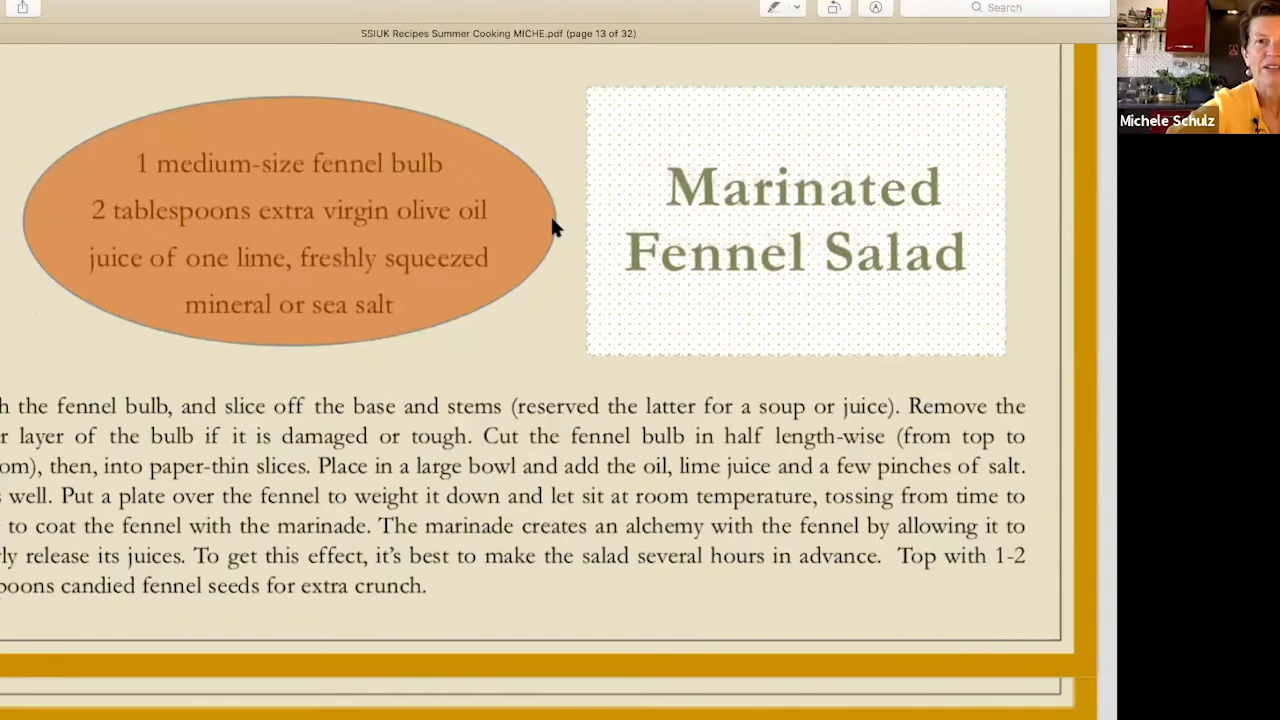 Search
SSIUK Recipes Summer Cooking MICHE.pdf (page 13 of 32)
Michele Schulz
1 medium-size fennel bulb
2 tablespoons extra virgin olive oil
juice of one lime, freshly squeezed
mineral or sea salt
Marinated
Fennel Salad
the fennel bulb, and slice off the base and stems (reserved the latter for a soup or juice). Remove the
layer of the bulb if it is damaged or tough. Cut the fennel bulb in half length-wise (from top to
om), then, into paper-thin slices. Place in a large bowl and add the oil, lime juice and a few pinches of salt.
well. Put a plate over the fennel to weight it down and let sit at room temperature, tossing from time to
to coat the fennel with the marinade. The marinade creates an alchemy with the fennel by allowing it to
ly release its juices. To get this effect, it's best to make the salad several hours in advance. Top with 1-2
poons candied fennel seeds for extra crunch.